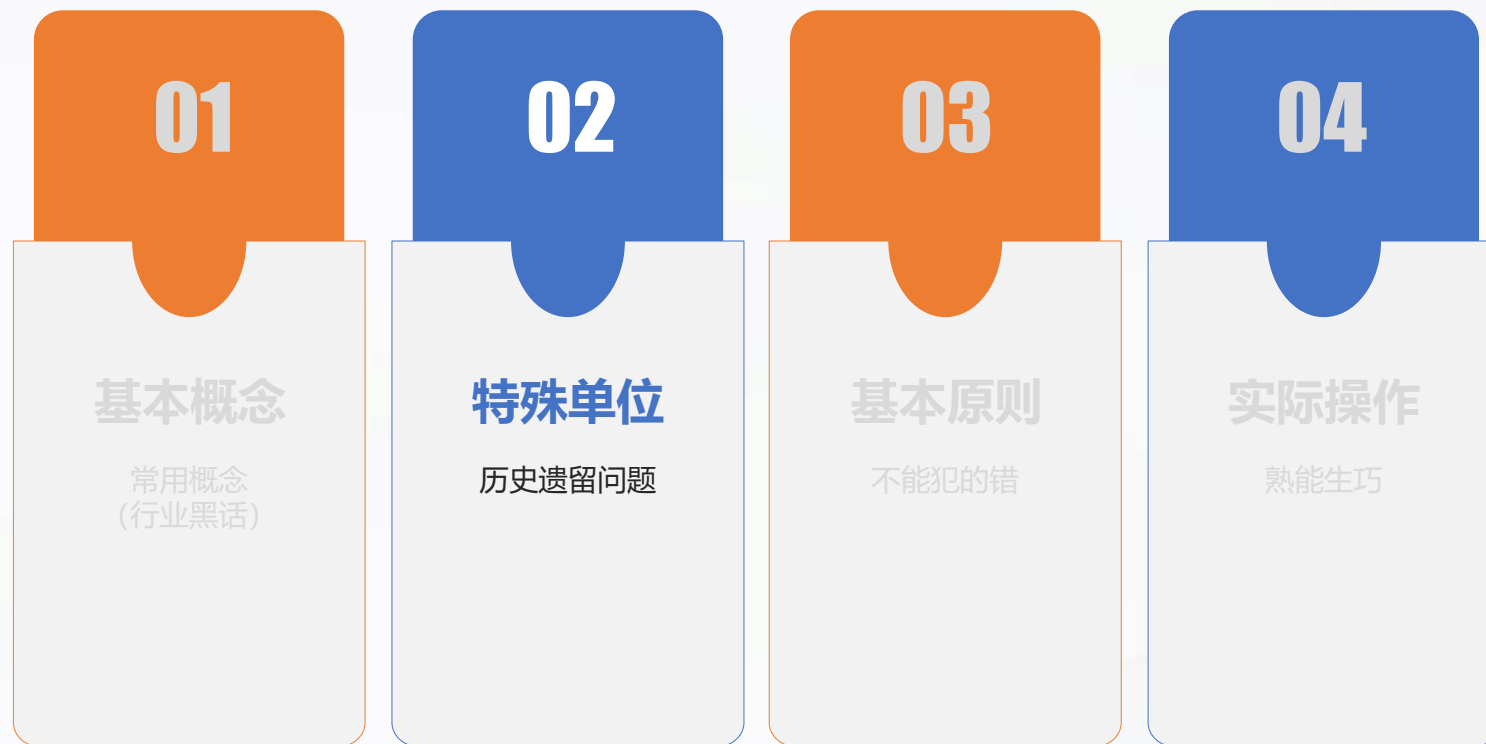 01
基本概念
常用概念
（行业黑话）
02
特殊单位
历史遗留问题
03
基本原则
不能犯的错
04
实际操作
熟能生巧